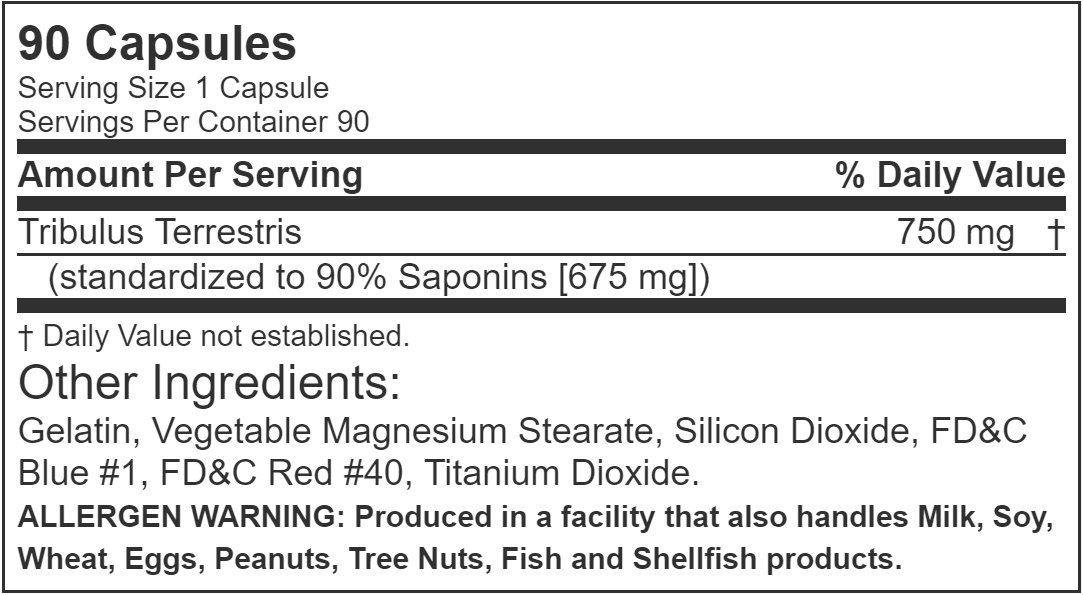 90 Capsules
Serving Size 1 Capsule
Servings Per Container 90
Amount Per Serving % Daily Value
Tribulus Terrestris 750 mg †
(standardized to 90% Saponins [675 mg])
† Daily Value not established.
Other Ingredients:
Gelatin, Vegetable Magnesium Stearate, Silicon Dioxide, FD&C
Blue #1, FD&C Red #40, Titanium Dioxide.
ALLERGEN WARNING: Produced in a facility that also handles Milk, Soy,
Wheat, Eggs, Peanuts, Tree Nuts, Fish and Shellfish products.